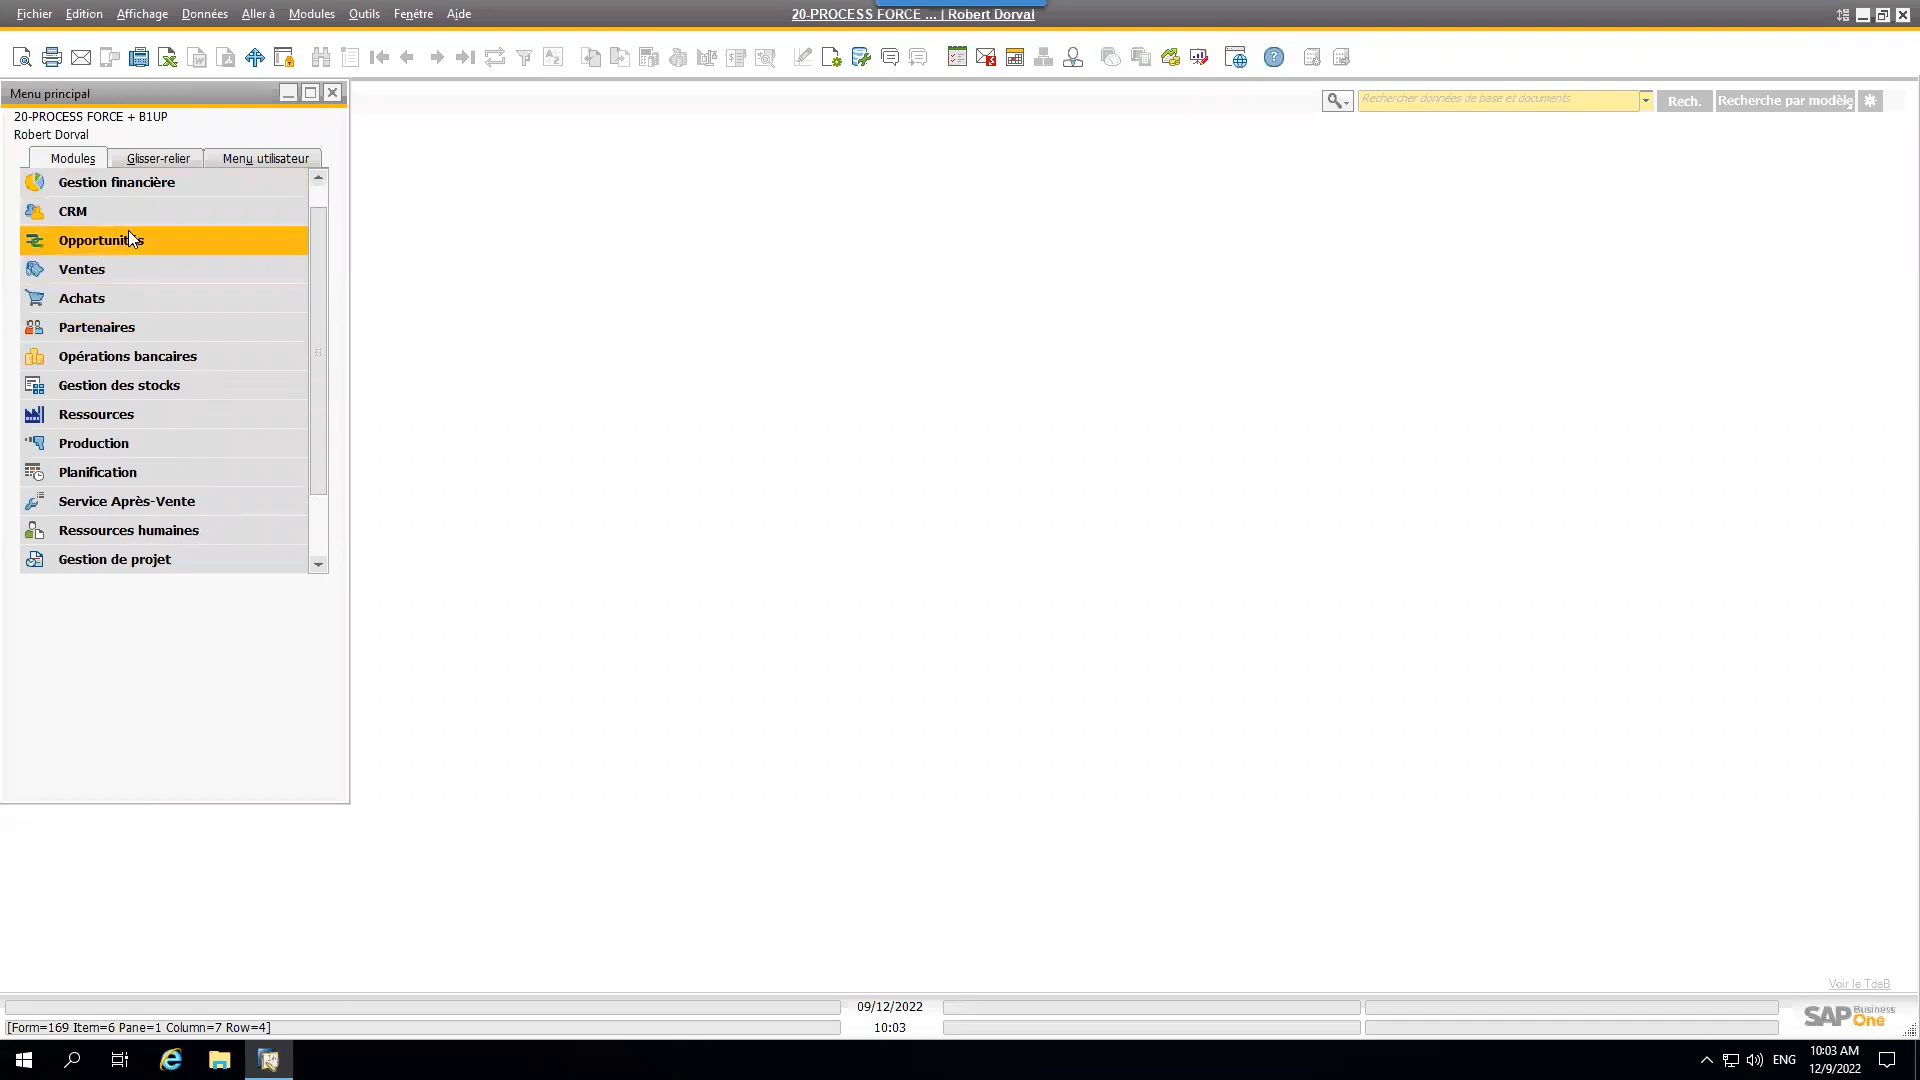 Fichier Edition Affichage Données Aller à Modules Outils Fenêtre Aide
20-PROCESS FORCE ... | Robert Dorval
Menu principal
Rechercher données de base et documents
Rech.
Recherche par modèle
20-PROCESS FORCE + B1UP
Robert Dorval
Modules
Glisser-relier
Menu utilisateur
Gestion financière
CRM
Opportunités
Ventes
Achats
Partenaires
Opérations bancaires
Gestion des stocks
Ressources
Production
Planification
Service Après-Vente
Ressources humaines
Gestion de projet
Voir le TdeB
09/12/2022
[Form=169 Item=6 Pane=1 Column=7 Row=4]
10:03
SAP Business One
ENG
10:03 AM
12/9/2022